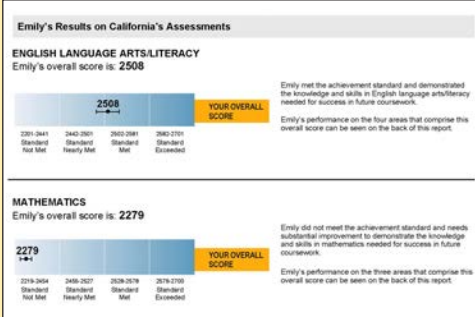 Emily's Results on California's Assessments
ENGLISH LANGUAGE ARTS/LITERACY
Emily's overall score is: 2508
2508
YOUR OVERALL
SCORE
2201-2441
Standard
Not Met
2442-2501
Standard
Nearly Met
2502-2581
Standard
Met
2582-2701
Standard
Exceeded
Emily met the achievement standard and demonstrated
the knowledge and skills in English language arts/literacy
needed for success in future coursework.
Emily's performance on the four areas that comprise this
overall score can be seen on the back of this report.
MATHEMATICS
Emily's overall score is: 2279
2279
YOUR OVERALL
SCORE
2219-2454
Standard
Not Met
2455-2527
Standard
Nearly Met
2528-2578
Standard
Met
2579-2700
Standard
Exceeded
Emily did not meet the achievement standard and needs
substantial improvement to demonstrate the knowledge
and skills in mathematics needed for success in future
coursework.
Emily's performance on the three areas that comprise this
overall score can be seen on the back of this report.